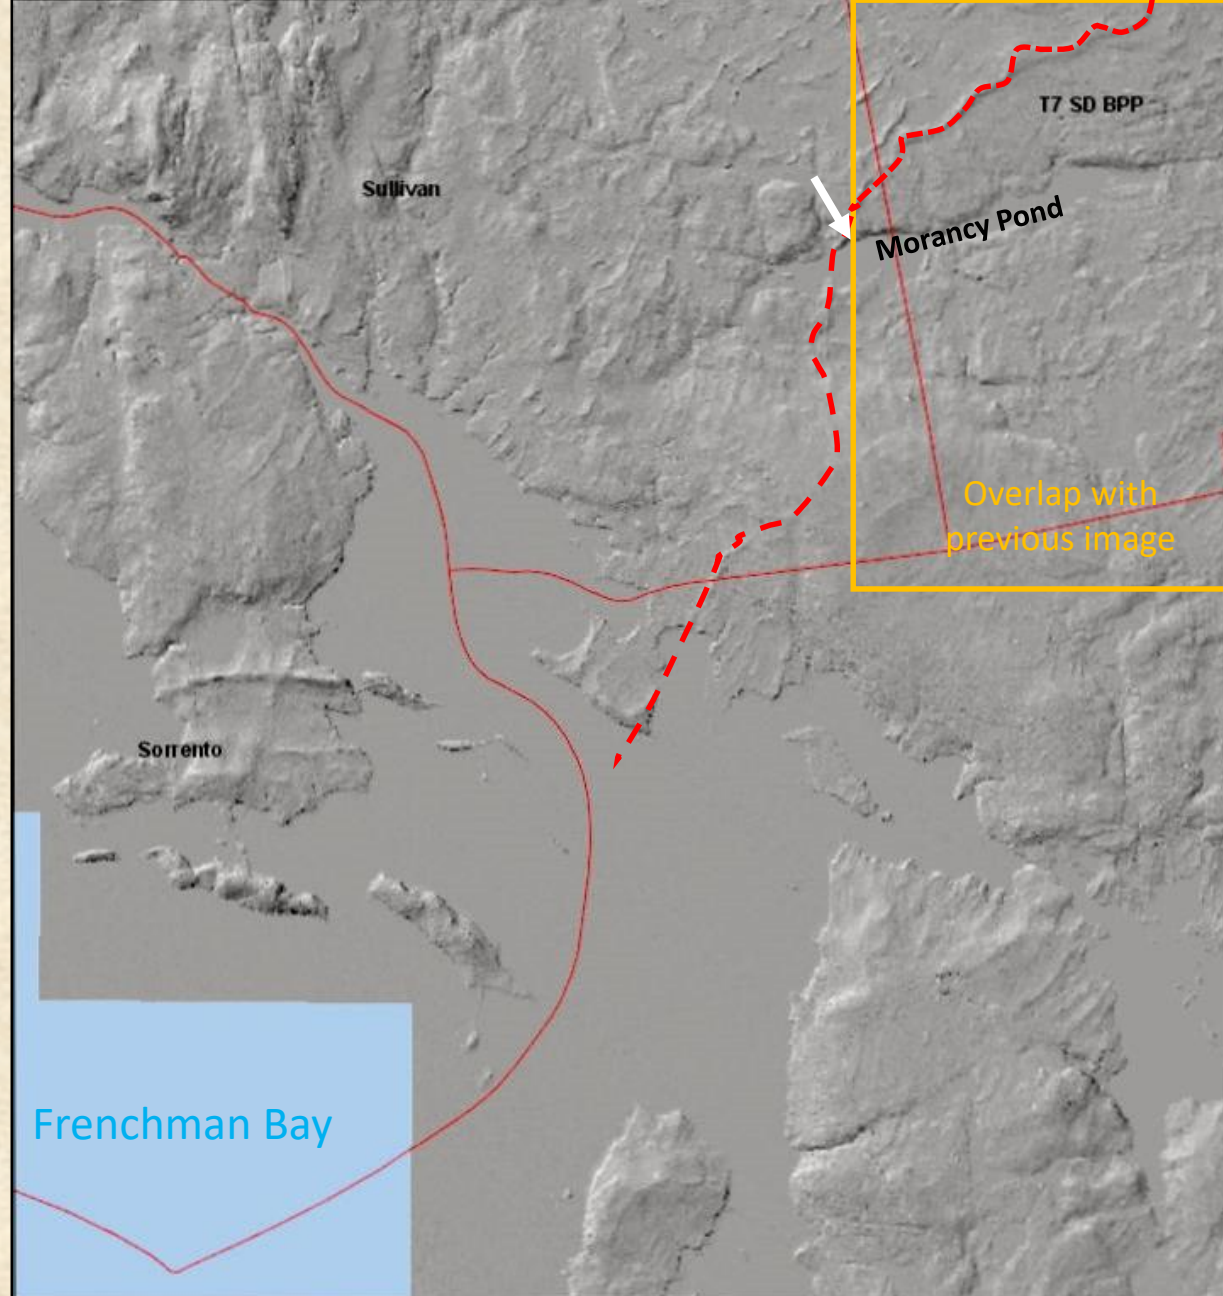 T7 SD BPP
Sullivan
Morancy Pond
Overlap with
previous image
Sorrento
Frenchman Bay